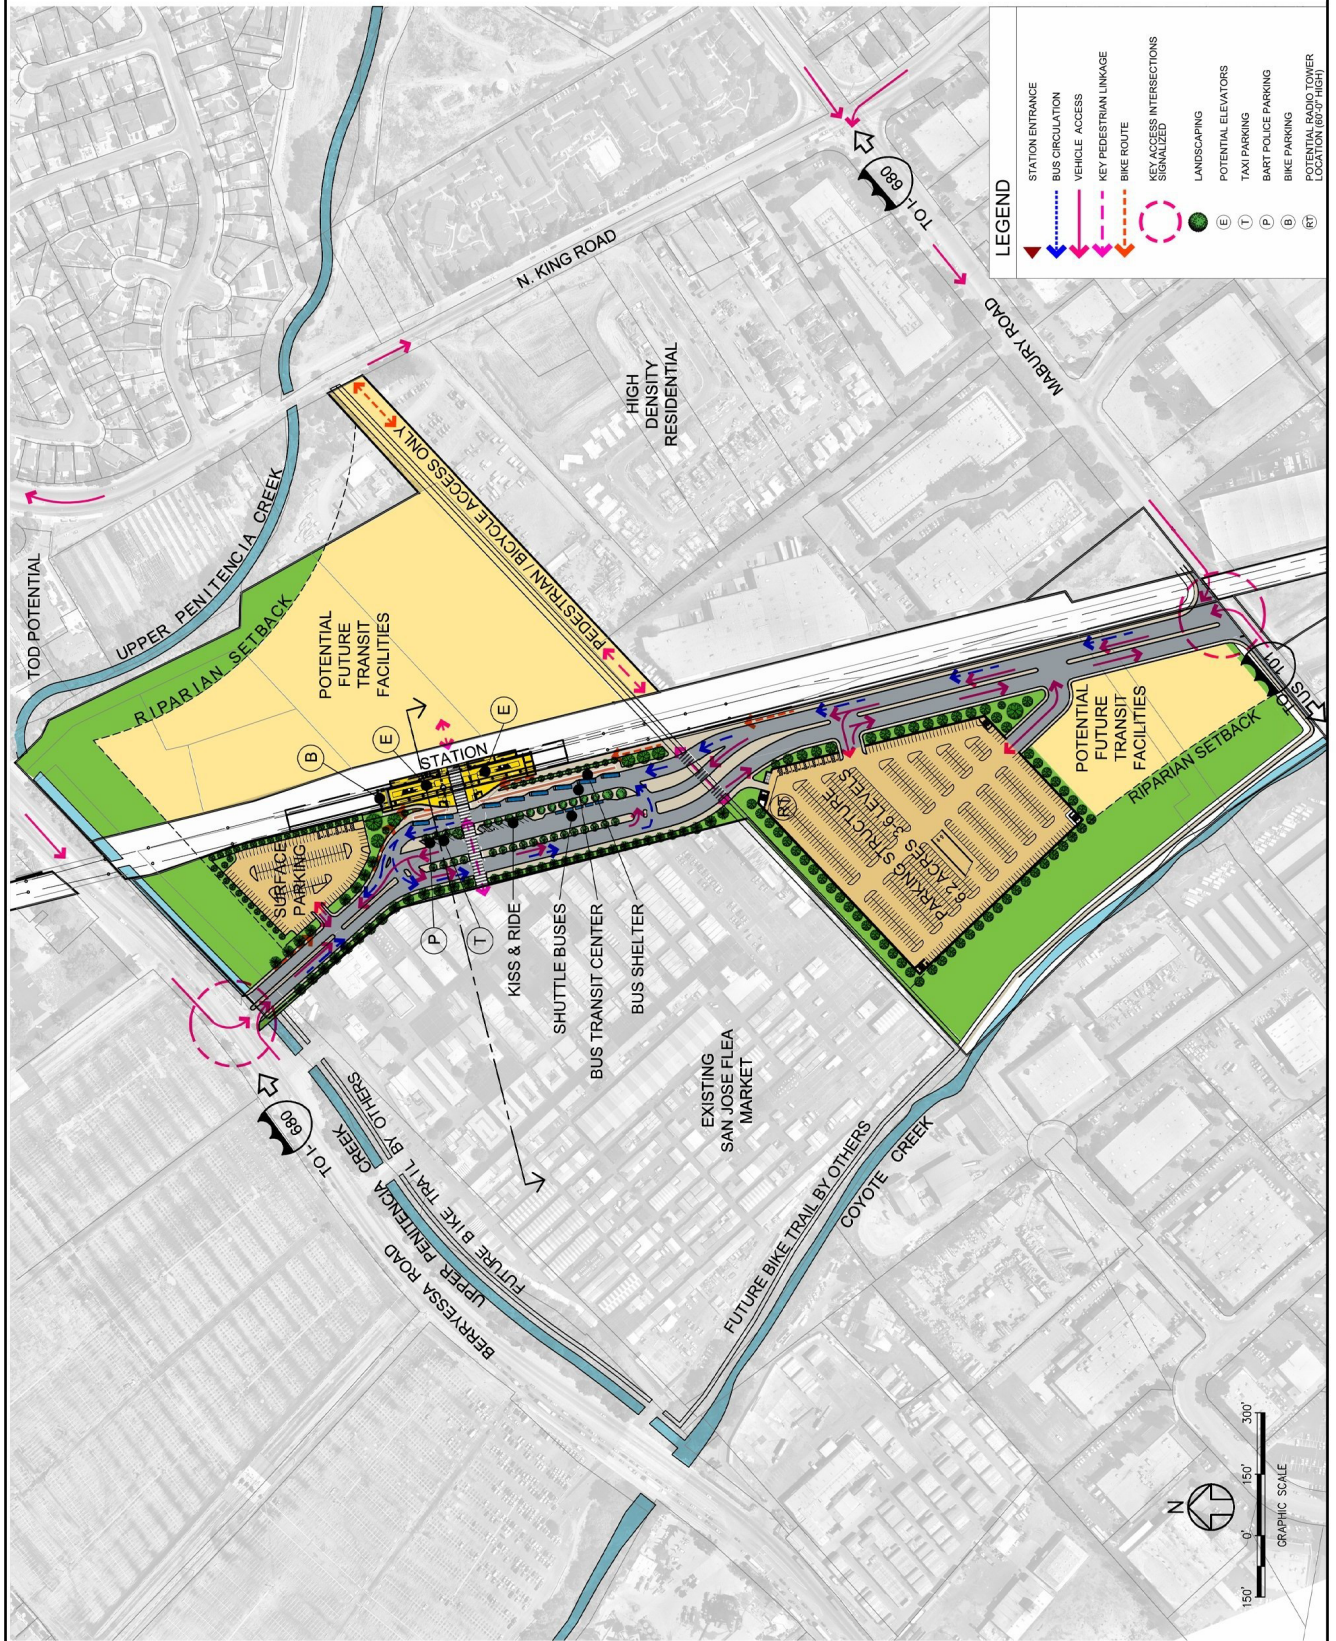 TOD POTENTIAL
UPPER PENITENCIA CREEK
RIPARIAN SETBACK
POTENTIAL
FUTURE
TRANSIT
FACILITIES
PEDESTRIAN / BICYCLE ACCESS ONLY
N. KING ROAD
HIGH
DENSITY
RESIDENTIAL
MABURY ROAD
TO I-
680
STATION
B
E
E
SURFACE
PARKING
P
T
KISS & RIDE
SHUTTLE BUSES
BUS TRANSIT CENTER
BUS SHELTER
RT
PARKING STRUCTURE
6.2 ACRES 3-6 LEVELS
POTENTIAL
FUTURE
TRANSIT
FACILITIES
RIPARIAN SETBACK
TO
101
US
TO I-
680
BERRYESSA ROAD
UPPER PENITENCIA CREEK
FUTURE BIKE TRAIL BY OTHERS
EXISTING
SAN JOSE FLEA
MARKET
FUTURE BIKE TRAIL BY OTHERS
COYOTE CREEK
LEGEND
STATION ENTRANCE
BUS CIRCULATION
VEHICLE ACCESS
KEY PEDESTRIAN LINKAGE
BIKE ROUTE
KEY ACCESS INTERSECTIONS
SIGNALIZED
LANDSCAPING
E POTENTIAL ELEVATORS
T TAXI PARKING
P BART POLICE PARKING
B BIKE PARKING
RT POTENTIAL RADIO TOWER
LOCATION (60'-0" HIGH)
N
150' 0' 150' 300'
GRAPHIC SCALE